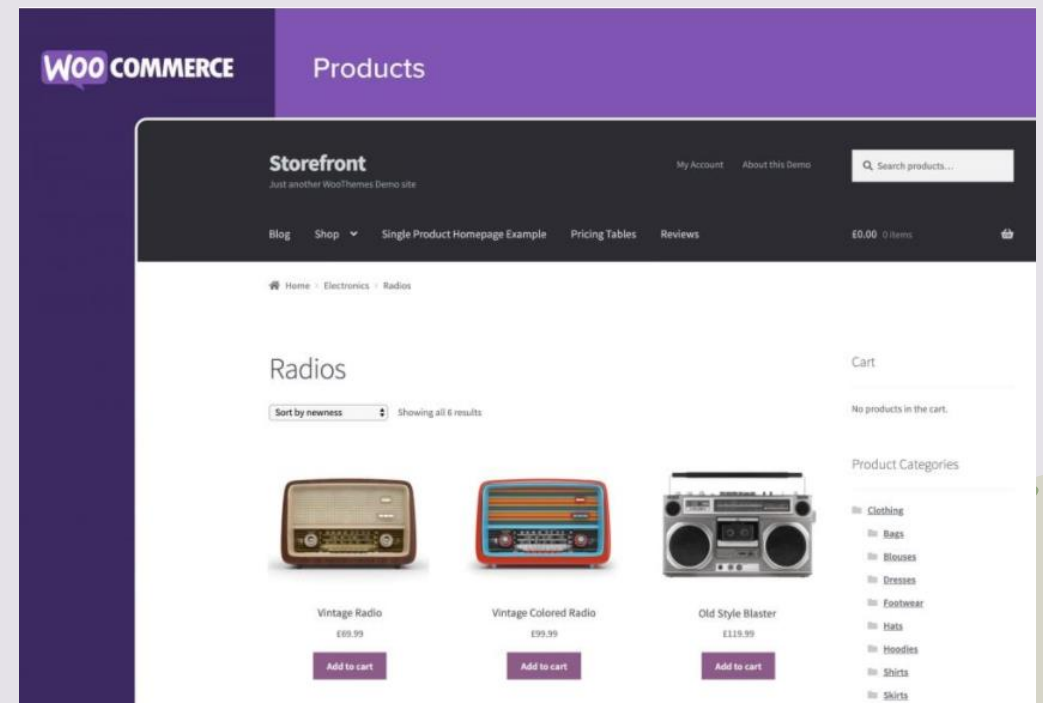 WOO COMMERCE
Products
Storefront
Just another WooThemes Demo site
My Account About this Demo
Search products...
Blog Shop Single Product Homepage Example Pricing Tables Reviews
£0.00 0 items
Home > Electronics > Radios
Radios
Sort by newness Showing all 6 results
Vintage Radio
£69.99
Add to cart
Vintage Colored Radio
£99.99
Add to cart
Old Style Blaster
£119.99
Add to cart
Cart
No products in the cart.
Product Categories
Clothing
Bags
Blouses
Dresses
Footwear
Hats
Hoodies
Shirts
Skirts